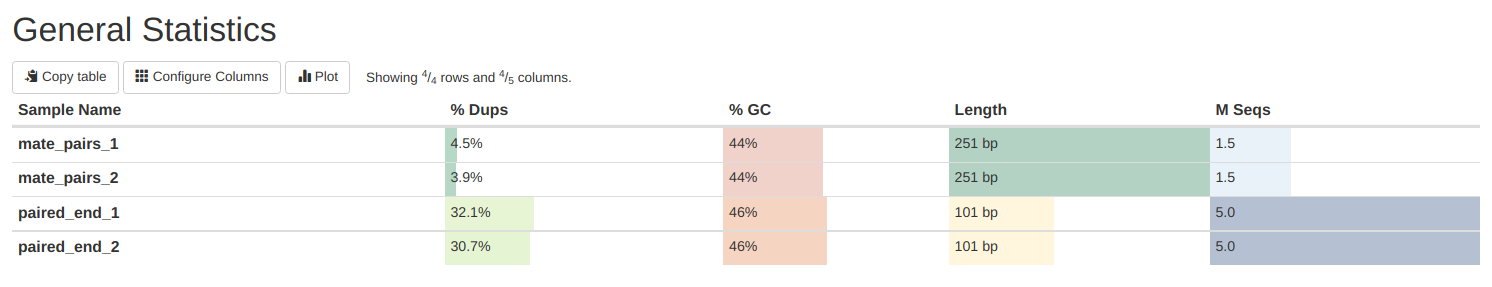 General Statistics
Copy table Configure Columns Plot Showing 4/4 rows and 4/5 columns.
Sample Name % Dups % GC Length M Seqs
mate_pairs_1 4.5% 44% 251 bp 1.5
mate_pairs_2 3.9% 44% 251 bp 1.5
paired_end_1 32.1% 46% 101 bp 5.0
paired_end_2 30.7% 46% 101 bp 5.0